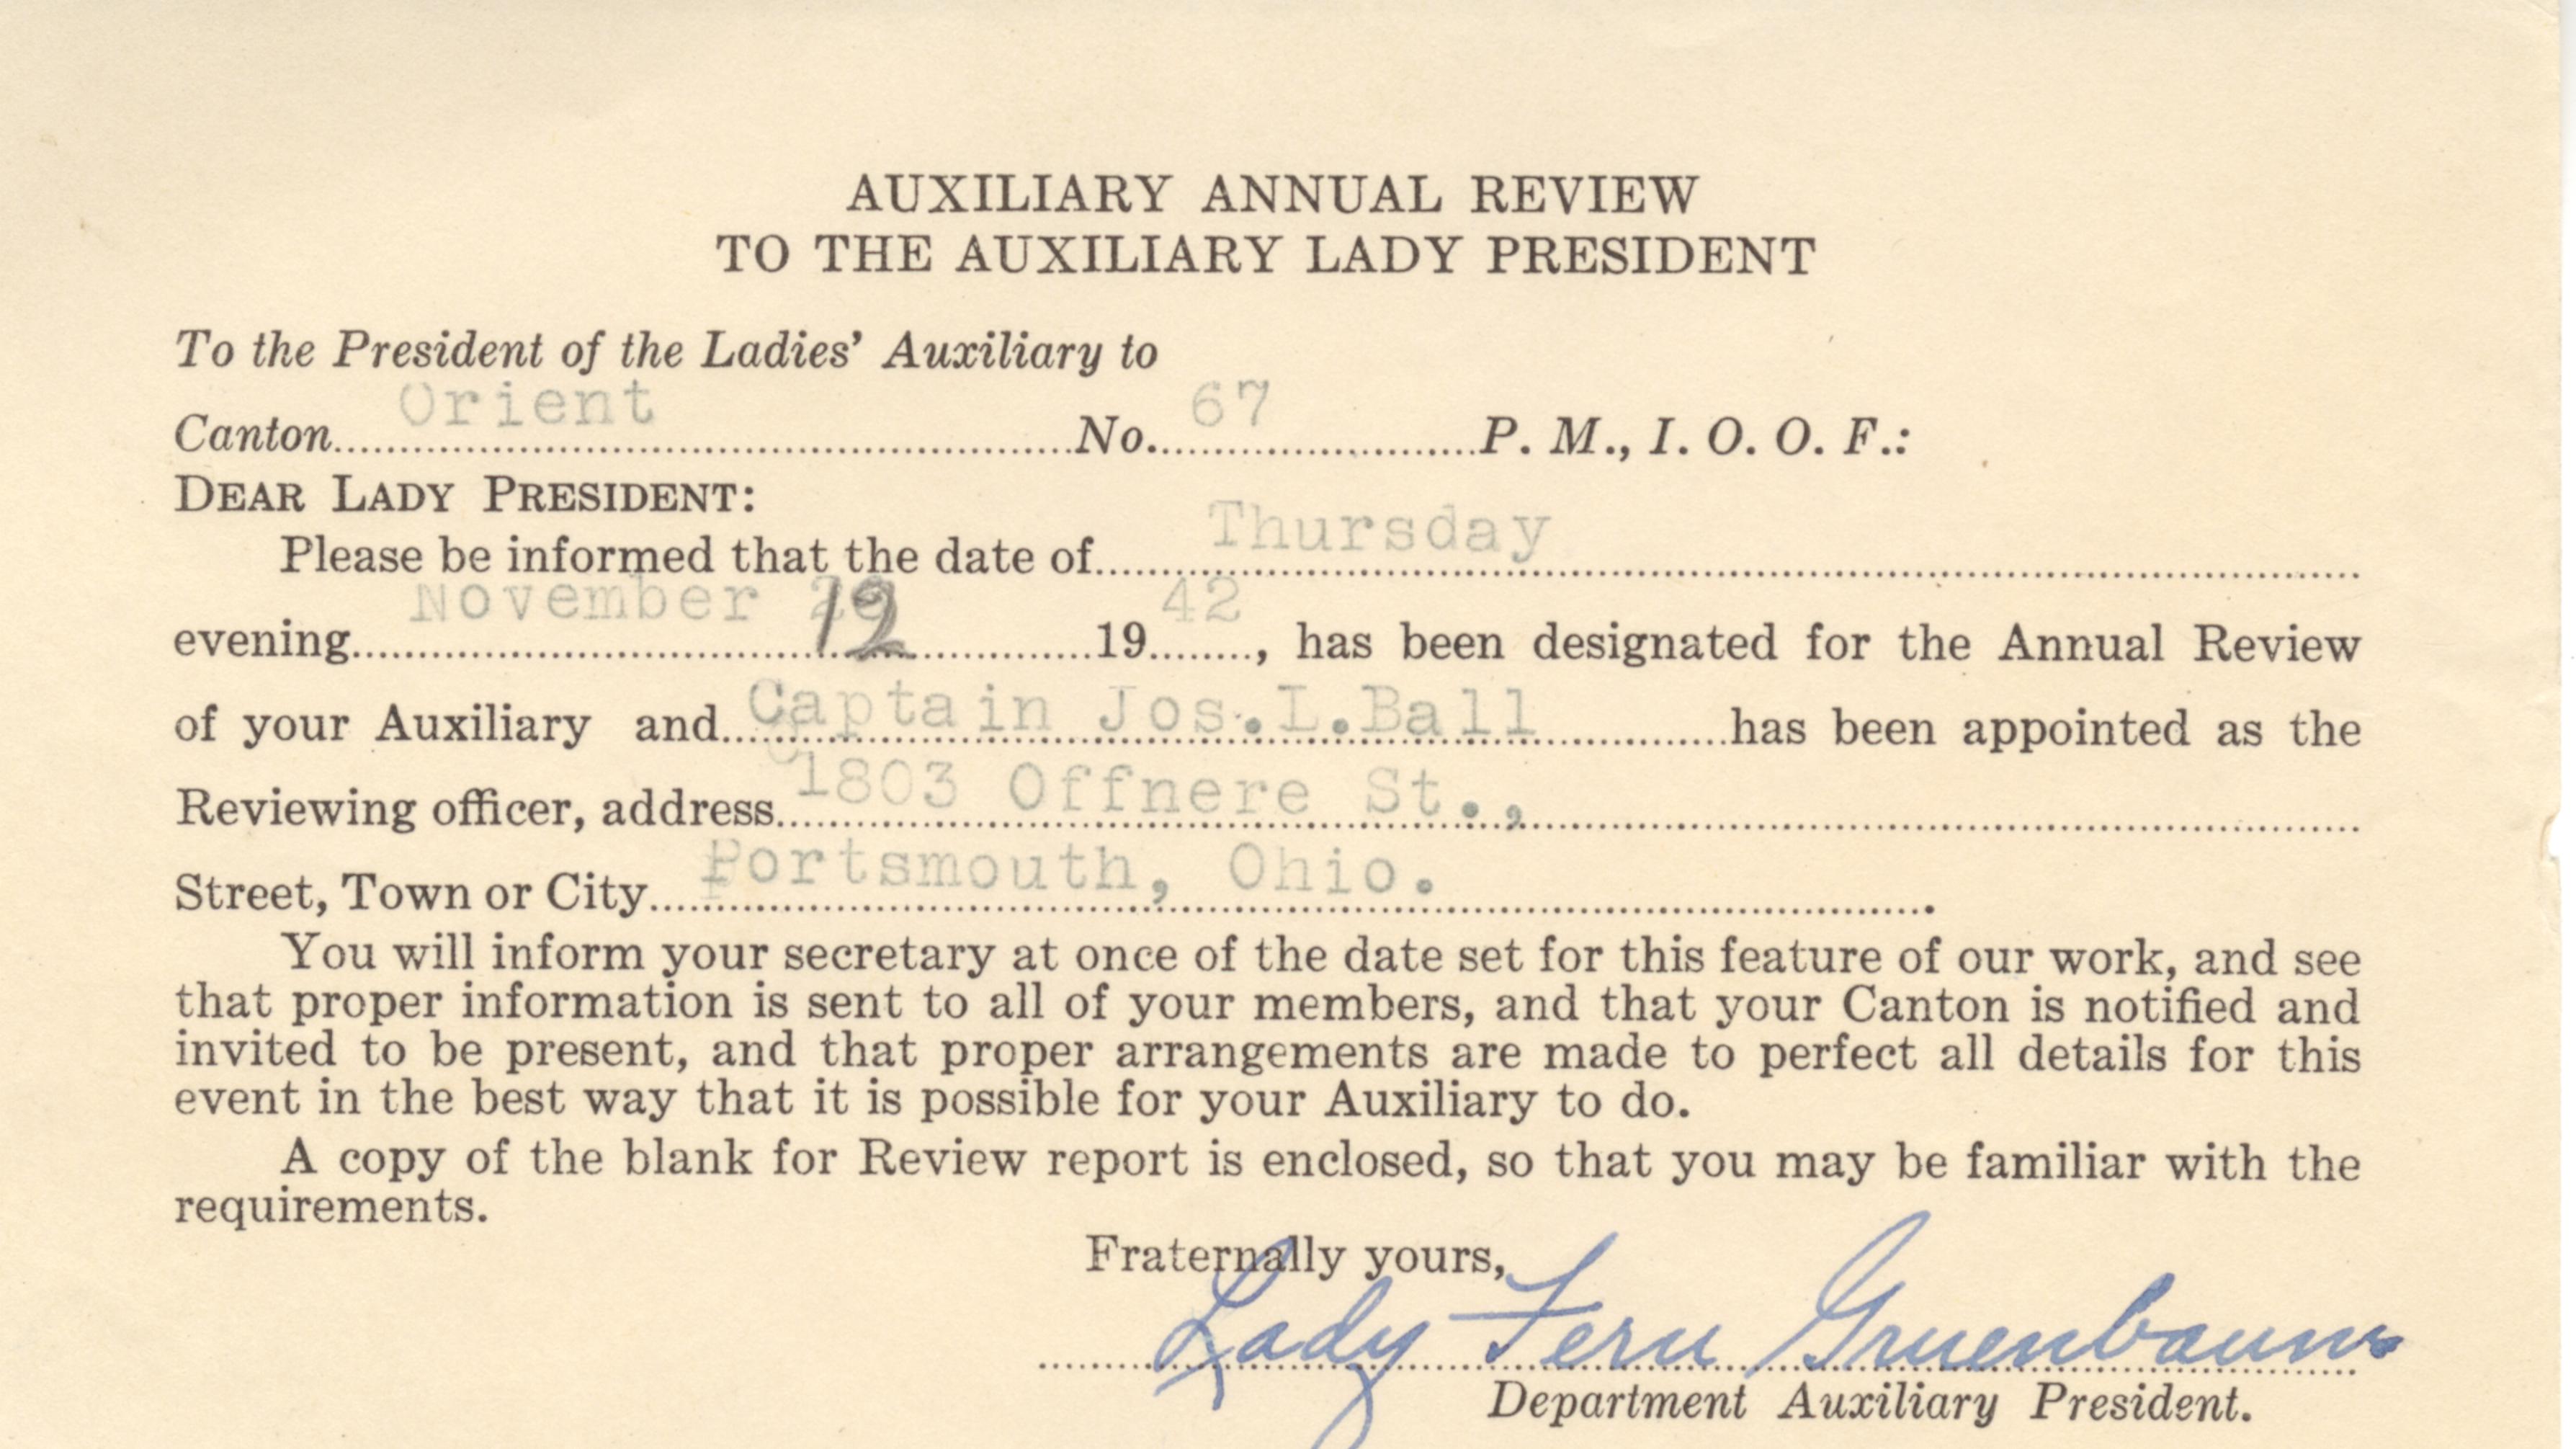 AUXILIARY ANNUAL REVIEW
TO THE AUXILIARY LADY PRESIDENT
To the President of the Ladies' Auxiliary to
Canton Orient No. 67 P. M., I. O. O. F.:
DEAR LADY PRESIDENT:
Please be informed that the date of Thursday
evening November 12 1942, has been designated for the Annual Review
of your Auxiliary and Captain Jos.L.Ball has been appointed as the
Reviewing officer, address 1803 Offnere St.,
Street, Town or City Portsmouth, Ohio.
You will inform your secretary at once of the date set for this feature of our work, and see
that proper information is sent to all of your members, and that your Canton is notified and
invited to be present, and that proper arrangements are made to perfect all details for this
event in the best way that it is possible for your Auxiliary to do.
A copy of the blank for Review report is enclosed, so that you may be familiar with the
requirements.
Fraternally yours,
Lady Fern Gruenbaum
Department Auxiliary President.